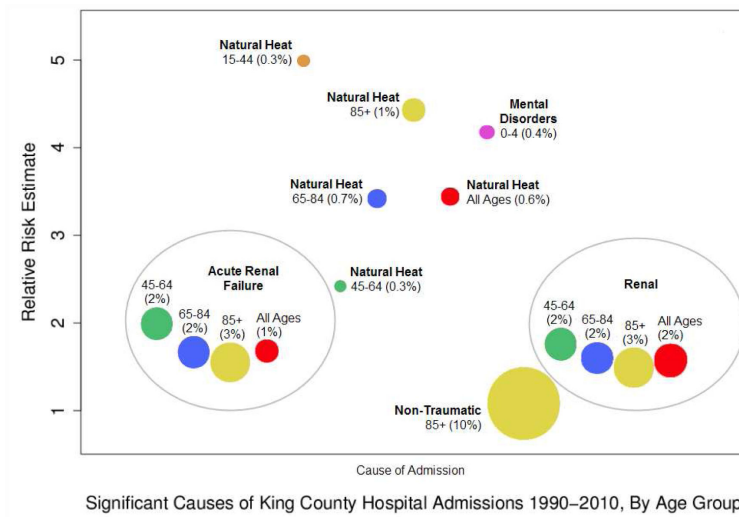 5
4
3
2
1
Relative Risk Estimate
Natural Heat
15-44 (0.3%)
Natural Heat
85+ (1%)
Mental
Disorders
0-4 (0.4%)
Natural Heat
65-84 (0.7%)
Natural Heat
All Ages (0.6%)
Natural Heat
45-64 (0.3%)
Acute Renal
Failure
45-64
(2%)
65-84
(2%)
85+
(3%)
All Ages
(1%)
Renal
45-64
(2%)
65-84
(2%)
85+
(3%)
All Ages
(2%)
Non-Traumatic
85+ (10%)
Cause of Admission
Significant Causes of King County Hospital Admissions 1990–2010, By Age Group